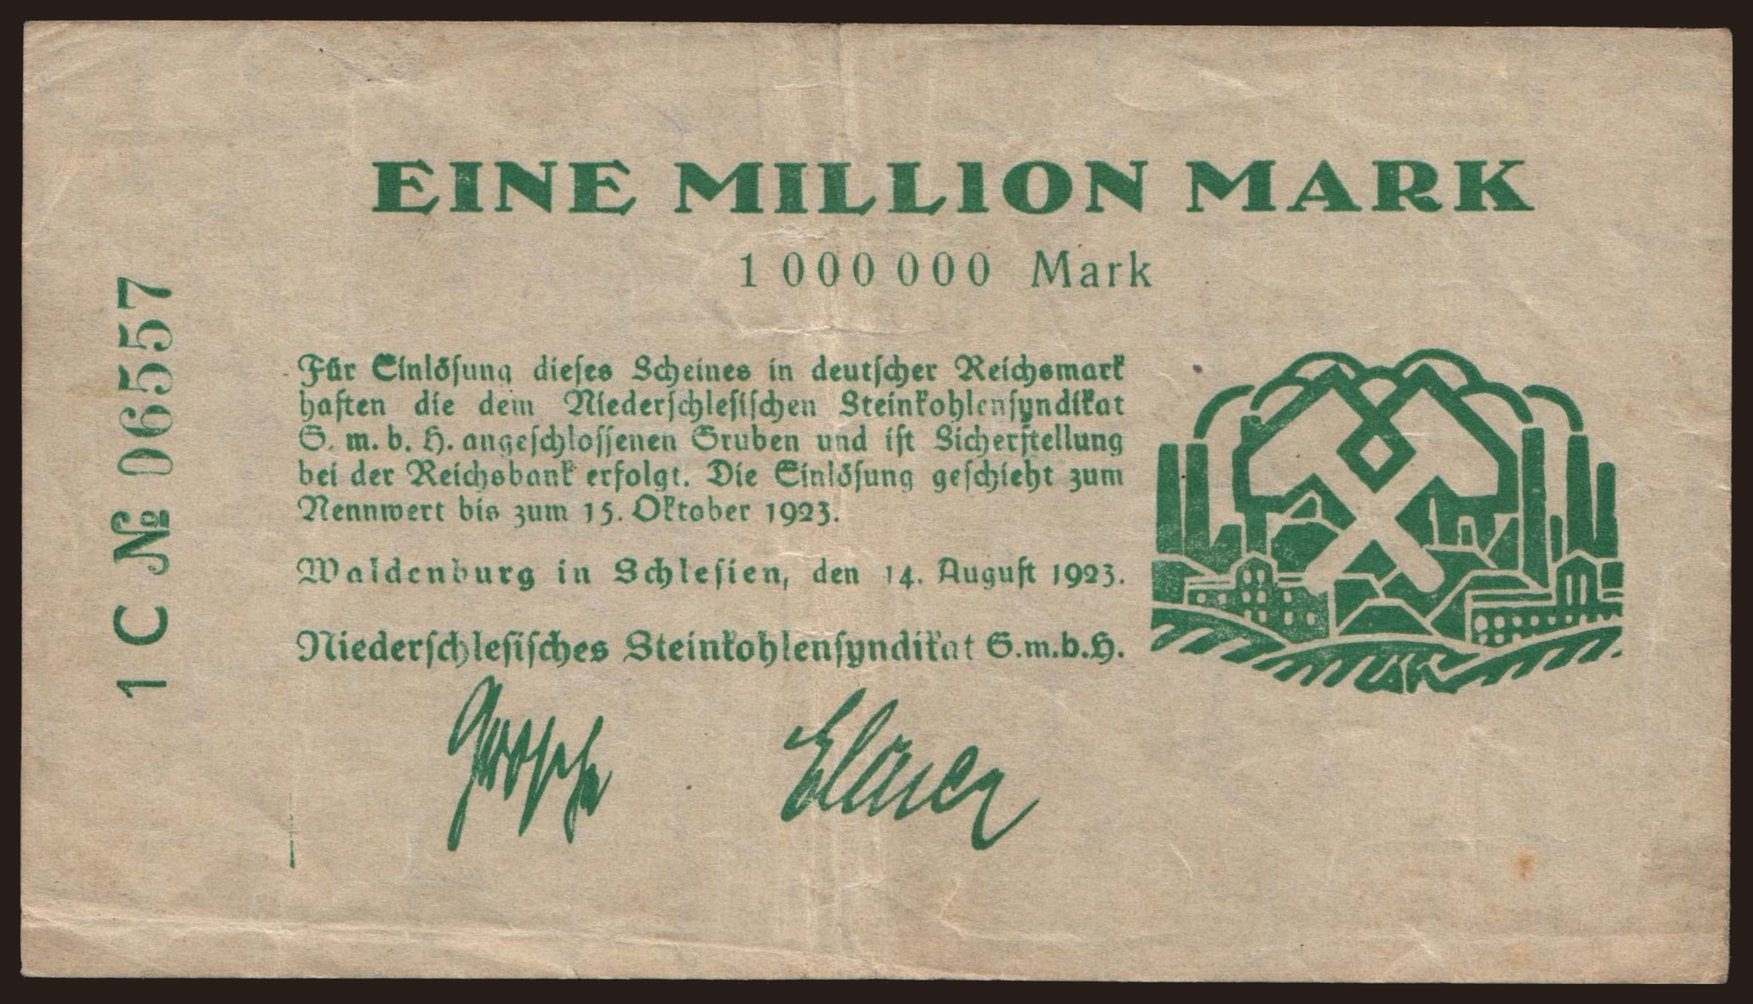 EINE MILLION MARK
1 000 000 Mark
Für Einlösung dieses Scheines in deutscher Reichsmark
haften die dem Niederschlesischen Steinkohlensyndikat
G. m. b. H. angeschlossenen Gruben und ist Sicherstellung
bei der Reichsbank erfolgt. Die Einlösung geschieht zum
Nennwert bis zum 15. Oktober 1923.
Waldenburg in Schlesien, den 14. August 1923.
Niederschlesisches Steinkohlensyndikat G.m.b.H.
1 C № 06557